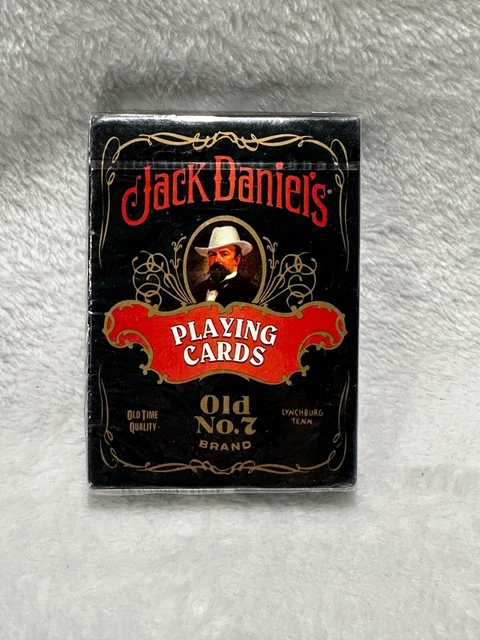 Jack Daniel's®
PLAYING
CARDS
Old
No.7
BRAND
OLD TIME
QUALITY
LYNCHBURG
TENN